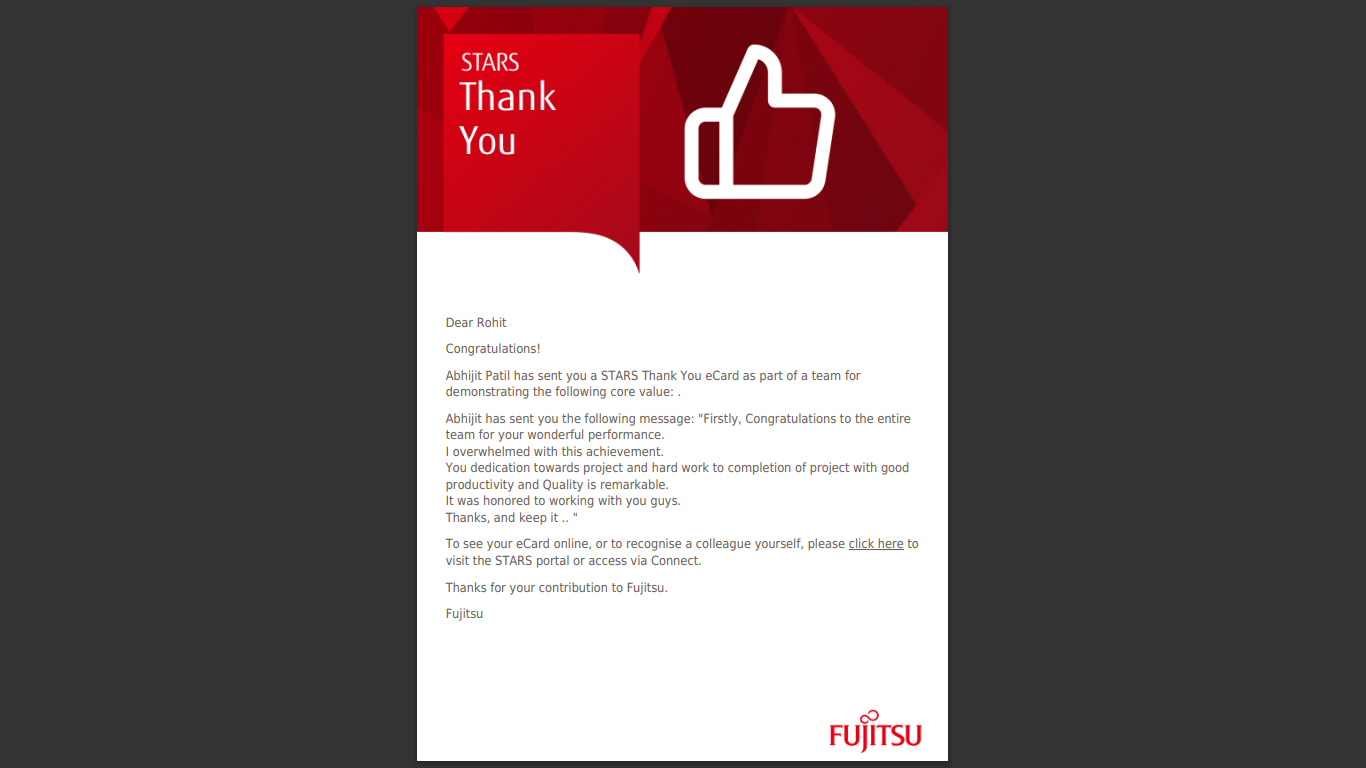 STARS
Thank
You
Dear Rohit
Congratulations!
Abhijit Patil has sent you a STARS Thank You eCard as part of a team for
demonstrating the following core value: .
Abhijit has sent you the following message: "Firstly, Congratulations to the entire
team for your wonderful performance.
I overwhelmed with this achievement.
You dedication towards project and hard work to completion of project with good
productivity and Quality is remarkable.
It was honored to working with you guys.
Thanks, and keep it .. "
To see your eCard online, or to recognise a colleague yourself, please click here to
visit the STARS portal or access via Connect.
Thanks for your contribution to Fujitsu.
Fujitsu
FUJITSU